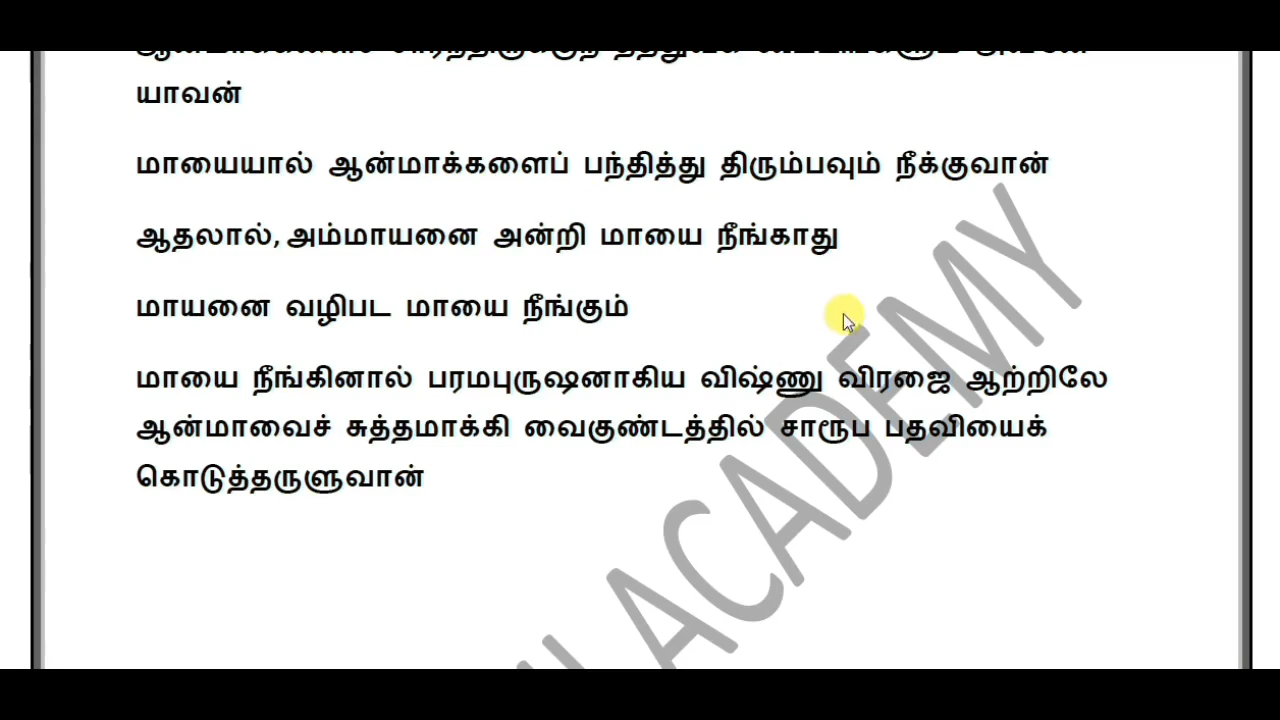 யாவன்
மாயையால் ஆன்மாக்களைப் பந்தித்து திரும்பவும் நீக்குவான்
ஆதலால், அம்மாயனை அன்றி மாயை நீங்காது
மாயனை வழிபட மாயை நீங்கும்
மாயை நீங்கினால் பரமபுருஷனாகிய விஷ்ணு விரஜை ஆற்றிலே
ஆன்மாவைச் சுத்தமாக்கி வைகுண்டத்தில் சாரூப பதவியைக்
கொடுத்தருளுவான்
ACADEMY